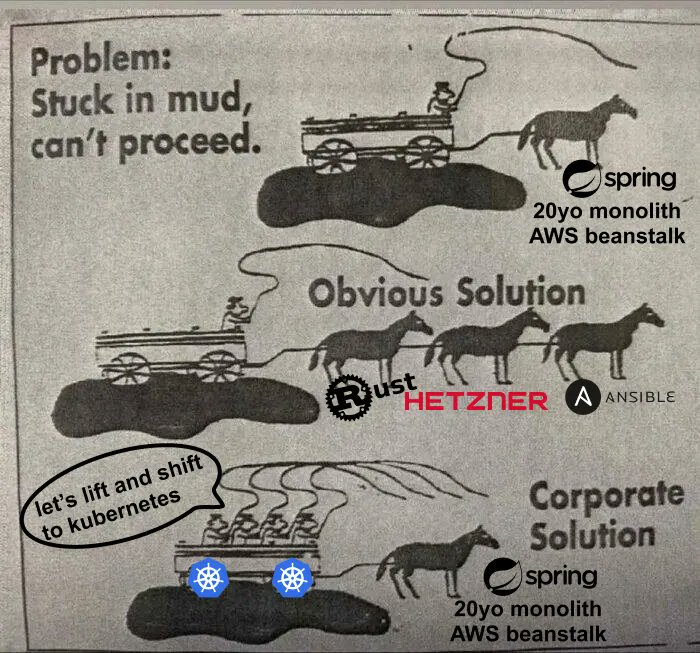 Problem:
Stuck in mud,
can't proceed.
spring
20yo monolith
AWS beanstalk
Obvious Solution
Rust
HETZNER
A ANSIBLE
let's lift and shift
to kubernetes
Corporate
Solution
spring
20yo monolith
AWS beanstalk